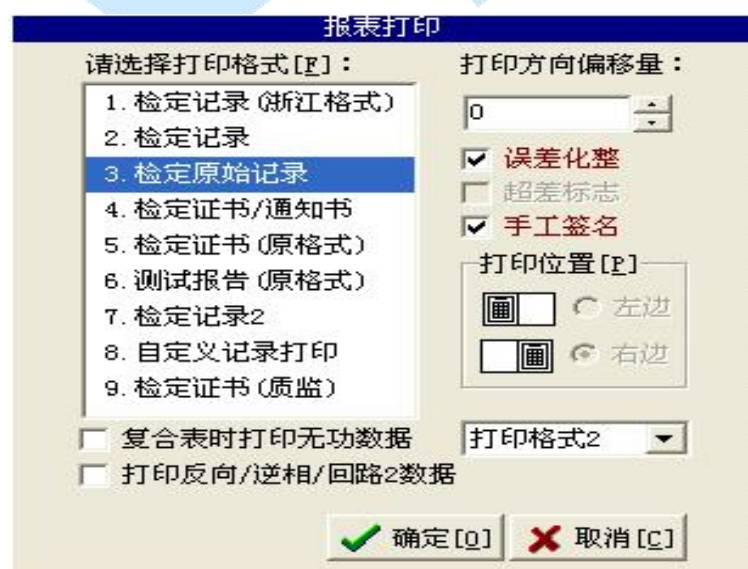 报表打印
请选择打印格式[F]：
1.检定记录(浙江格式)
2.检定记录
3.检定原始记录
4.检定证书/通知书
5.检定证书(原格式)
6.测试报告(原格式)
7.检定记录2
8.自定义记录打印
9.检定证书(质监)
复合表时打印无功数据
打印反向/逆相/回路2数据
打印方向偏移量：
0
误差化整
超差标志
手工签名
打印位置[P]
左边
右边
打印格式2
确定[O]
取消[C]